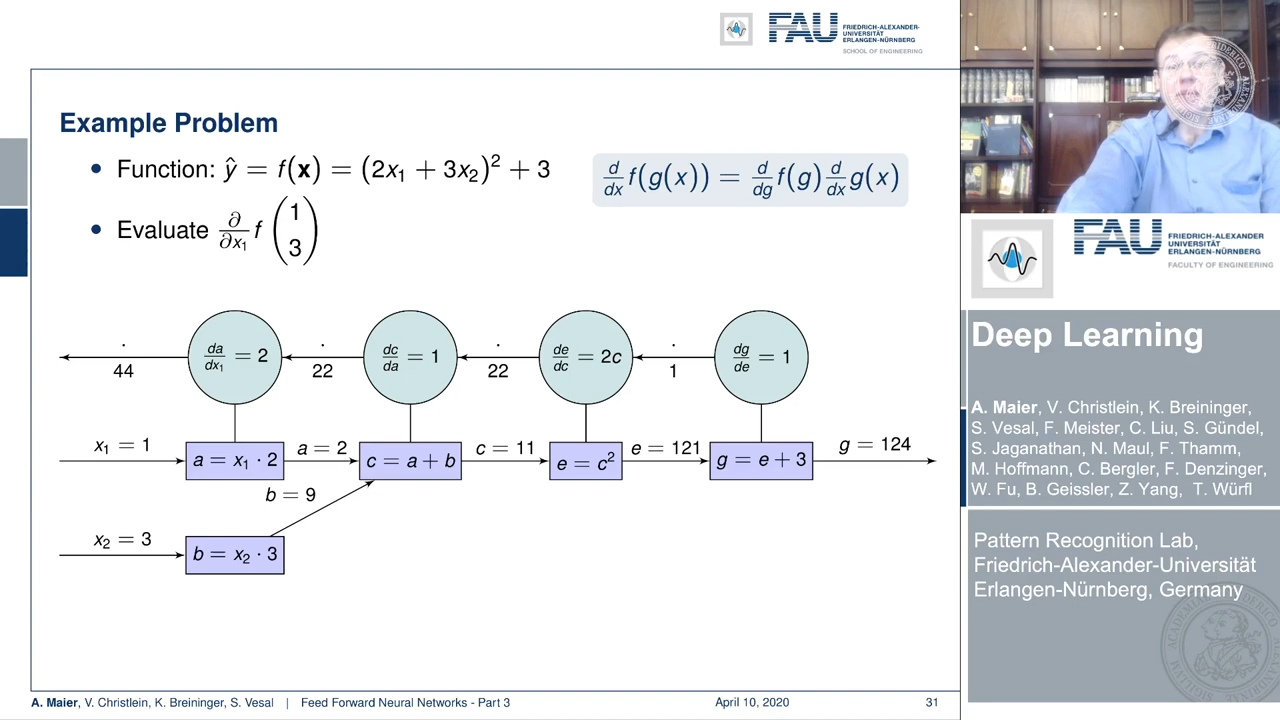 FAU
FRIEDRICH-ALEXANDER-
UNIVERSITÄT
ERLANGEN-NÜRNBERG
SCHOOL OF ENGINEERING
Example Problem
• Function: ŷ = f(x) = (2x₁ + 3x₂)² + 3
d/dx f(g(x)) = d/dg f(g) d/dx g(x)
• Evaluate ∂/∂x₁ f (1 3)
· · · ·
da/dx₁ = 2 dc/da = 1 de/dc = 2c dg/de = 1
44 22 22 1
x₁ = 1 a = 2 c = 11 e = 121 g = 124
a = x₁ · 2 c = a + b e = c² g = e + 3
b = 9
x₂ = 3
b = x₂ · 3
A. Maier, V. Christlein, K. Breininger, S. Vesal | Feed Forward Neural Networks - Part 3 April 10, 2020 31
FAU
FRIEDRICH-ALEXANDER
UNIVERSITÄT
ERLANGEN-NÜRNBERG
FACULTY OF ENGINEERING
Deep Learning
A. Maier, V. Christlein, K. Breininger,
S. Vesal, F. Meister, C. Liu, S. Gündel,
S. Jaganathan, N. Maul, F. Thamm,
M. Hoffmann, C. Bergler, F. Denzinger,
W. Fu, B. Geissler, Z. Yang, T. Würfl
Pattern Recognition Lab,
Friedrich-Alexander-Universität
Erlangen-Nürnberg, Germany